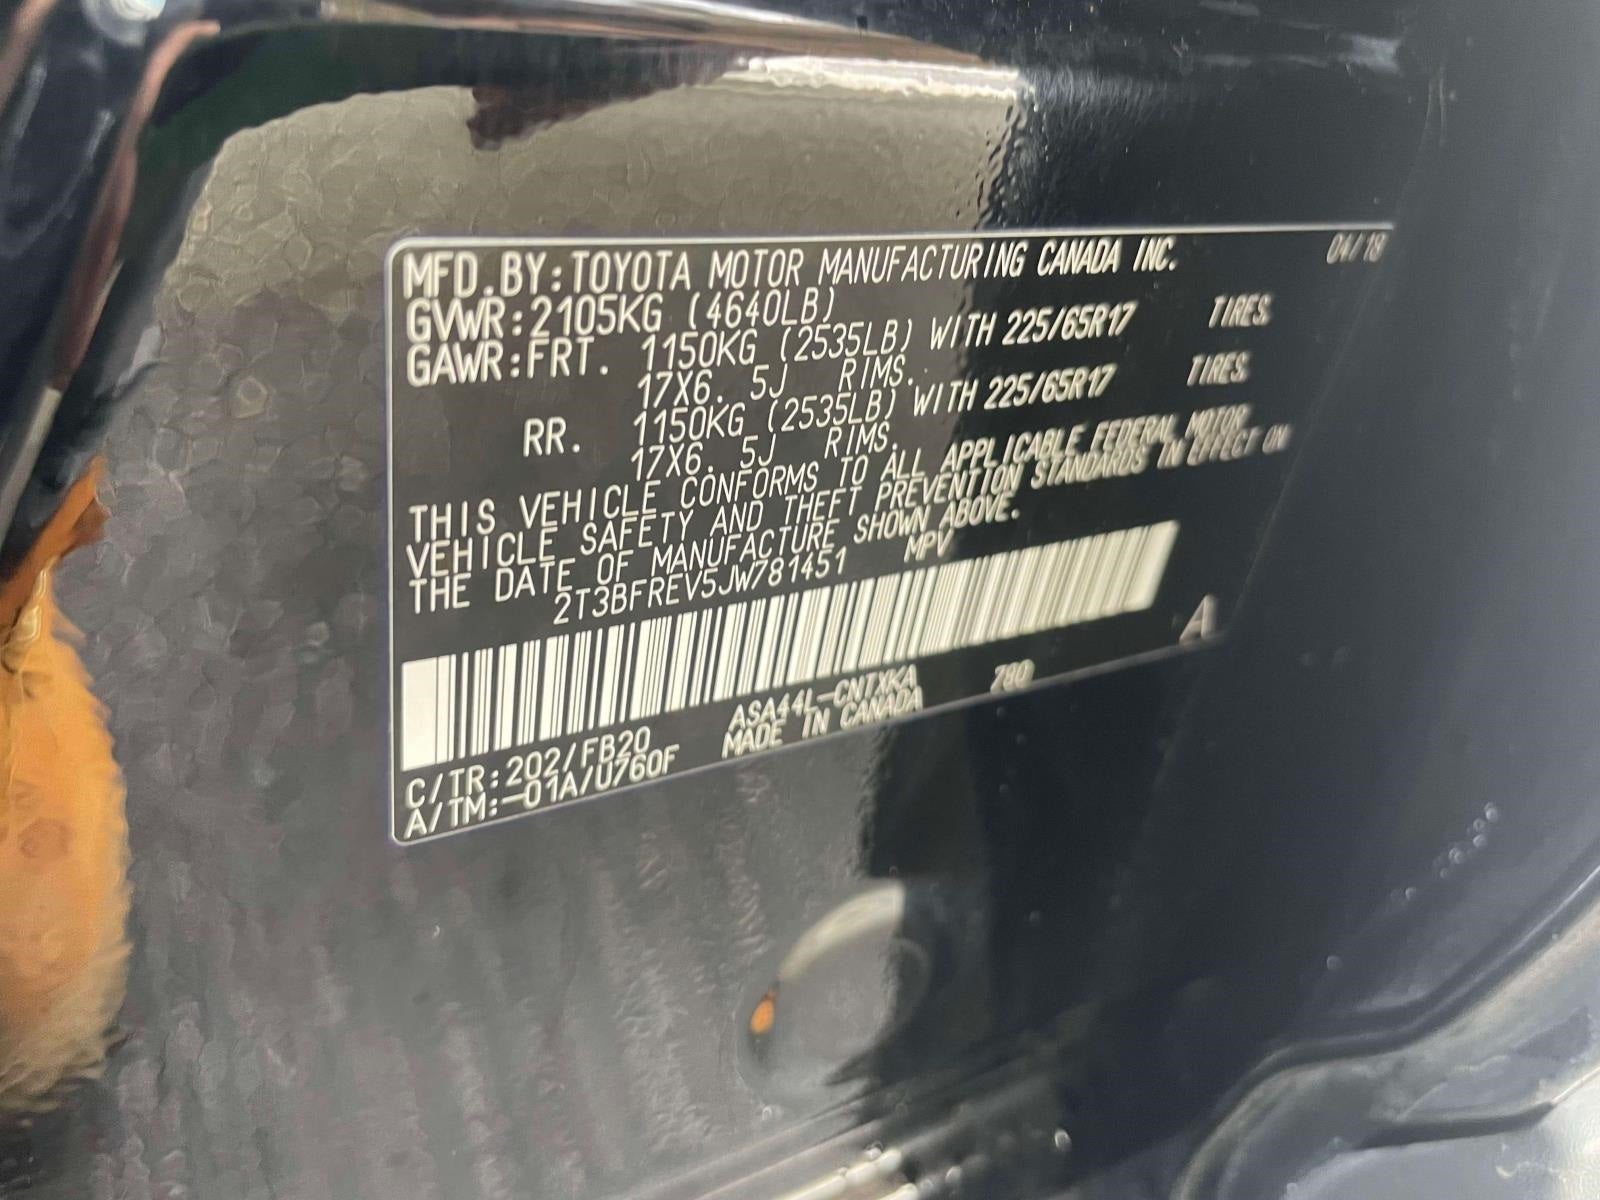 MFD.BY:TOYOTA MOTOR MANUFACTURING CANADA INC. 04/18
GVWR:2105KG (4640LB)
GAWR:FRT. 1150KG (2535LB) WITH 225/65R17 TIRES.
17X6. 5J RIMS.
RR. 1150KG (2535LB) WITH 225/65R17 TIRES.
17X6. 5J RIMS.
THIS VEHICLE CONFORMS TO ALL APPLICABLE FEDERAL MOTOR
VEHICLE SAFETY AND THEFT PREVENTION STANDARDS IN EFFECT ON
THE DATE OF MANUFACTURE SHOWN ABOVE.
2T3BFREV5JW781451 MPV
A
C/TR:202/FB20 ASA44L-CNTXKA 780
A/TM:-01A/U760F MADE IN CANADA